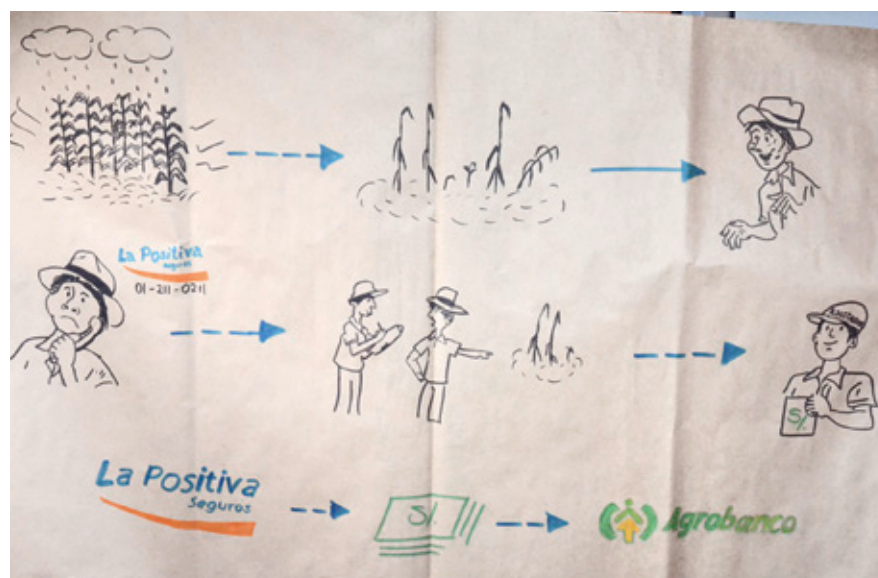 La Positiva
Seguros
01-211-0211
S/.
La Positiva
Seguros
S/.
Agrobanco